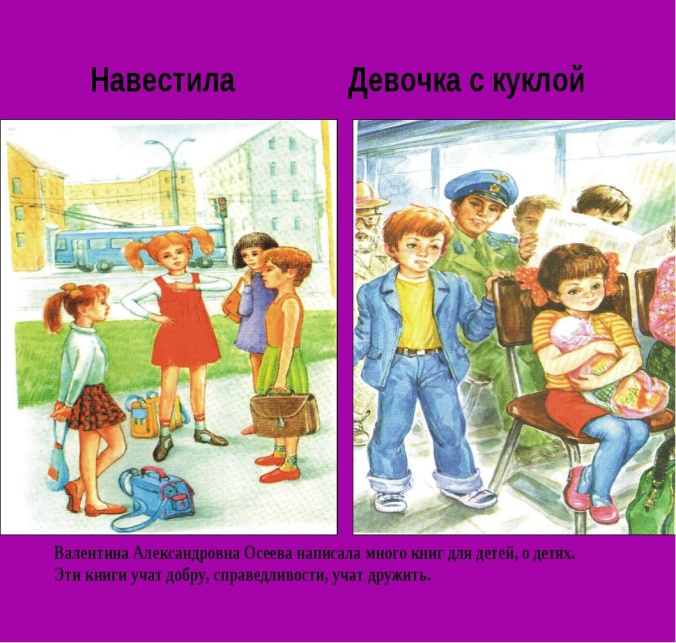 Навестила
Девочка с куклой
Валентина Александровна Осеева написала много книг для детей, о детях.
Эти книги учат добру, справедливости, учат дружить.